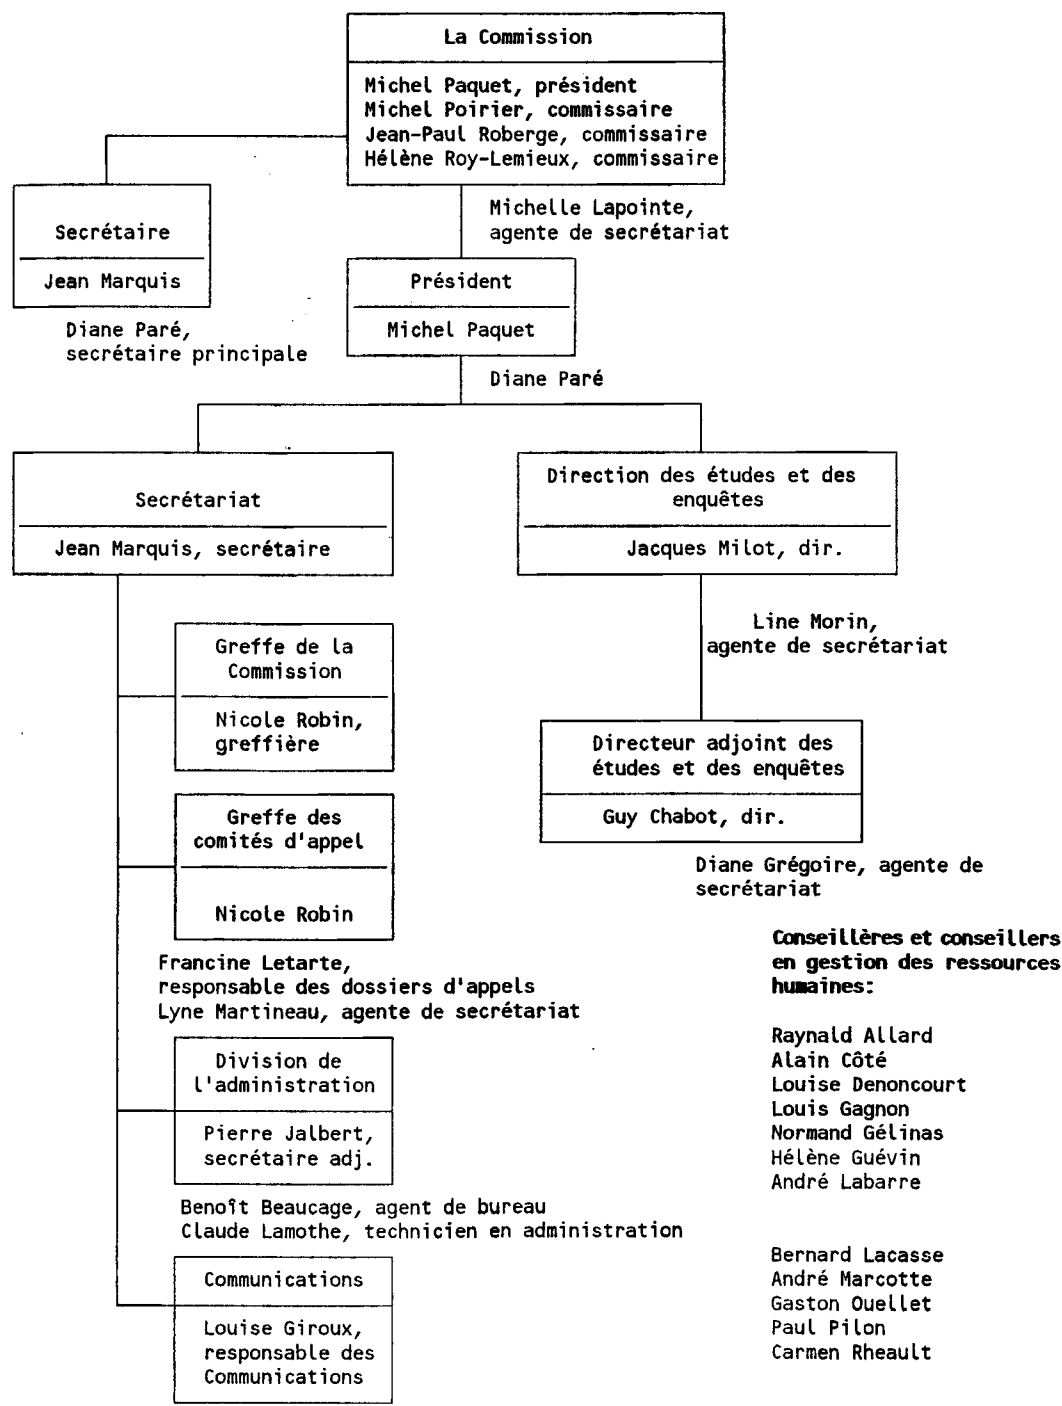 La Commission
Michel Paquet, président
Michel Poirier, commissaire
Jean-Paul Roberge, commissaire
Hélène Roy-Lemieux, commissaire
Michelle Lapointe,
agente de secrétariat
Secrétaire
Jean Marquis
Diane Paré,
secrétaire principale
Président
Michel Paquet
Diane Paré
Secrétariat
Jean Marquis, secrétaire
Greffe de la
Commission
Nicole Robin,
greffière
Greffe des
comités d'appel
Nicole Robin
Francine Letarte,
responsable des dossiers d'appels
Lyne Martineau, agente de secrétariat
Division de
l'administration
Pierre Jalbert,
secrétaire adj.
Benoît Beaucage, agent de bureau
Claude Lamothe, technicien en administration
Communications
Louise Giroux,
responsable des
Communications
Direction des études et des
enquêtes
Jacques Milot, dir.
Line Morin,
agente de secrétariat
Directeur adjoint des
études et des enquêtes
Guy Chabot, dir.
Diane Grégoire, agente de
secrétariat
Conseillères et conseillers
en gestion des ressources
humaines:
Raynald Allard
Alain Côté
Louise Denoncourt
Louis Gagnon
Normand Gélinas
Hélène Guévin
André Labarre
Bernard Lacasse
André Marcotte
Gaston Ouellet
Paul Pilon
Carmen Rheault